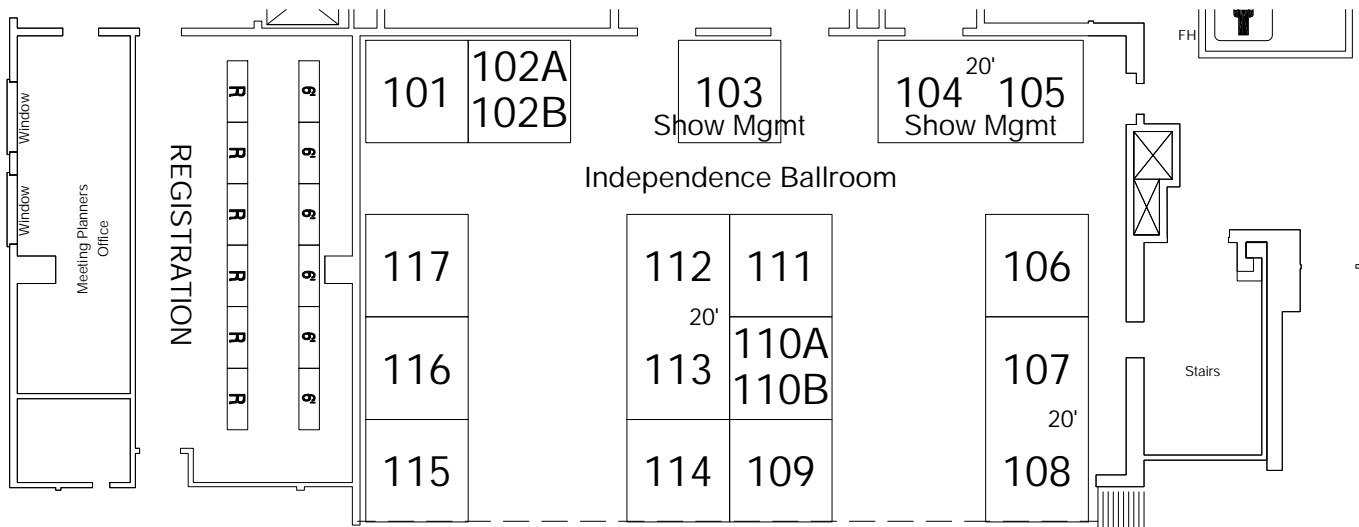 FH
101
102A
102B
103
Show Mgmt
20'
104 105
Show Mgmt
Window
Window
Meeting Planners
Office
REGISTRATION
R
R
R
R
R
R
Independence Ballroom
117
112
111
106
20'
116
113
110A
110B
107
20'
115
114
109
108
Stairs